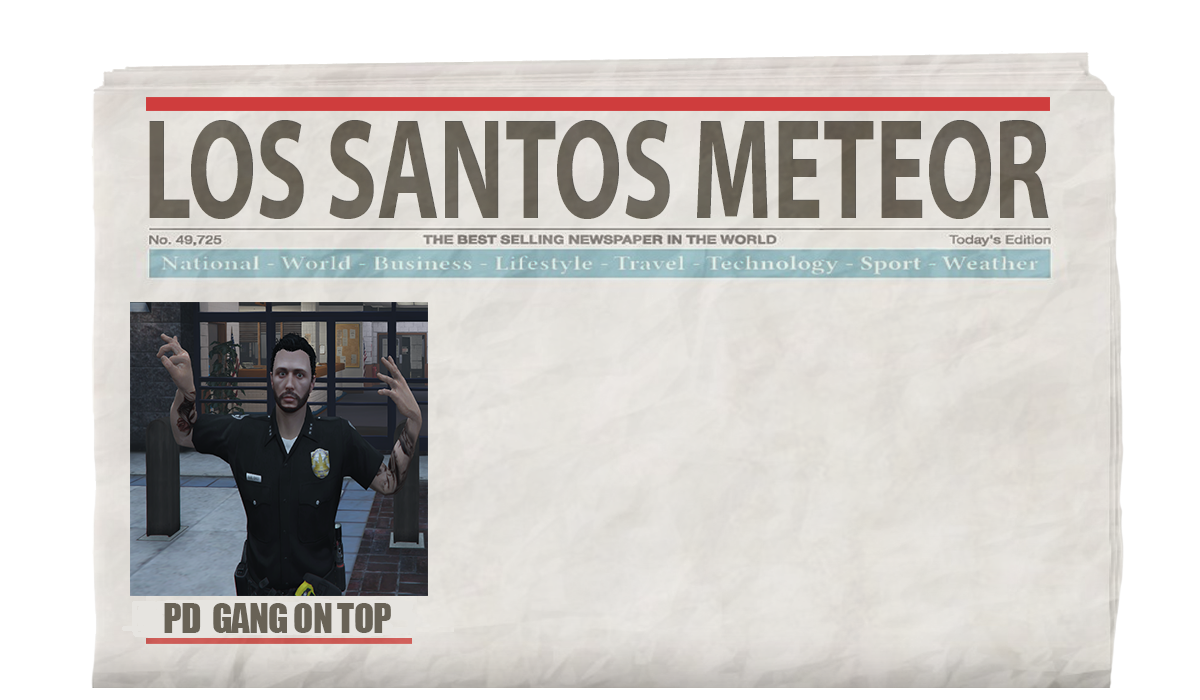 LOS SANTOS METEOR
No. 49,725 THE BEST SELLING NEWSPAPER IN THE WORLD Today's Edition
National - World - Business - Lifestyle - Travel - Technology - Sport - Weather
PD GANG ON TOP